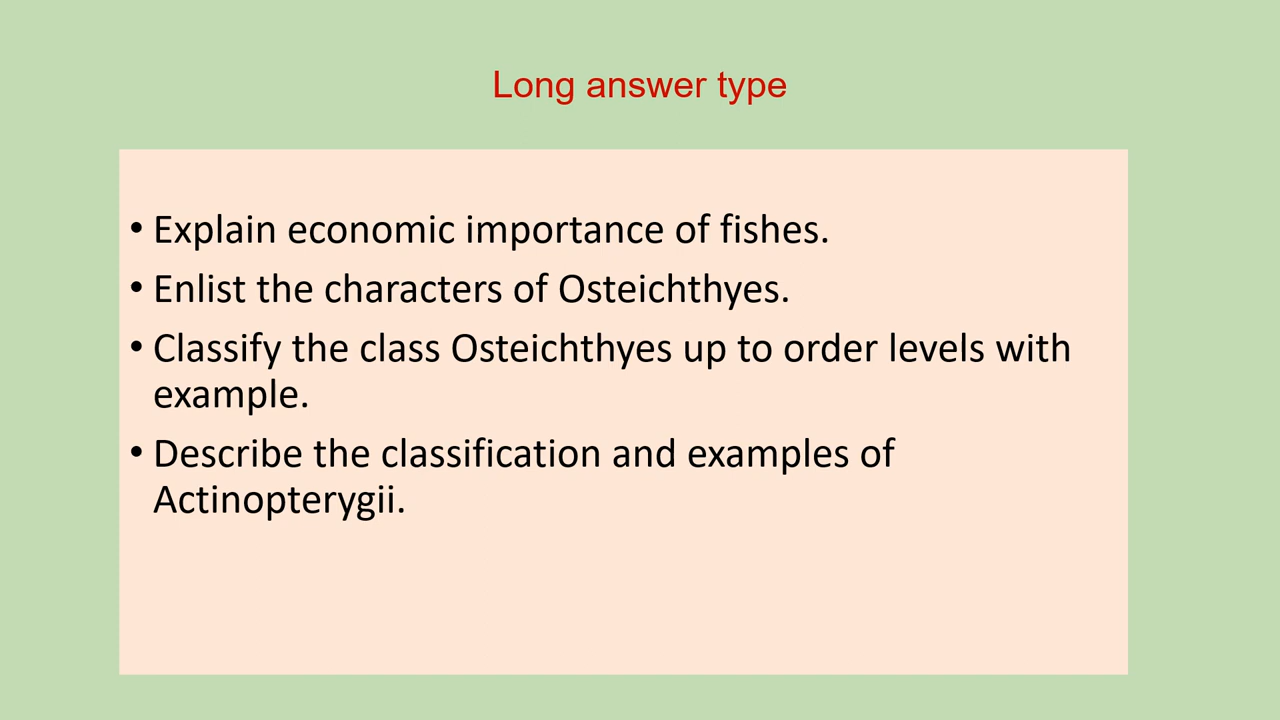 Long answer type
• Explain economic importance of fishes.
• Enlist the characters of Osteichthyes.
• Classify the class Osteichthyes up to order levels with
example.
• Describe the classification and examples of
Actinopterygii.